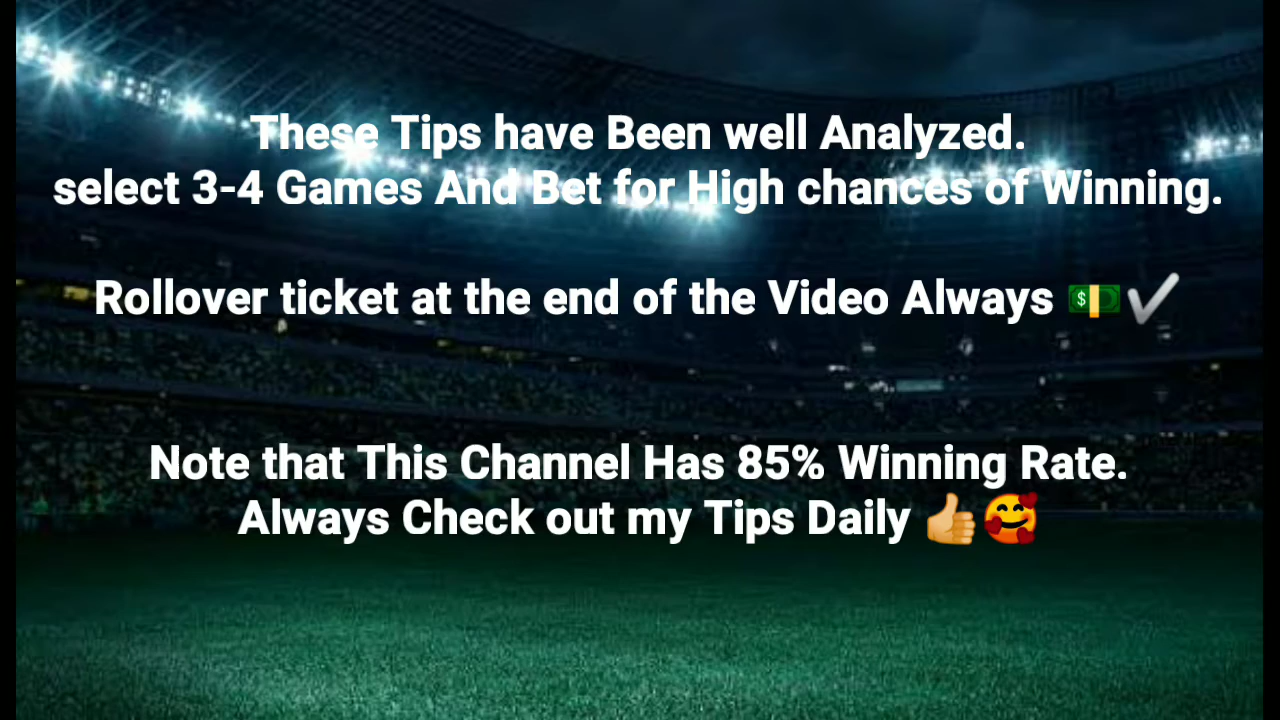 These Tips have Been well Analyzed.
select 3-4 Games And Bet for High chances of Winning.
Rollover ticket at the end of the Video Always 💵✔️
Note that This Channel Has 85% Winning Rate.
Always Check out my Tips Daily 👍🥰